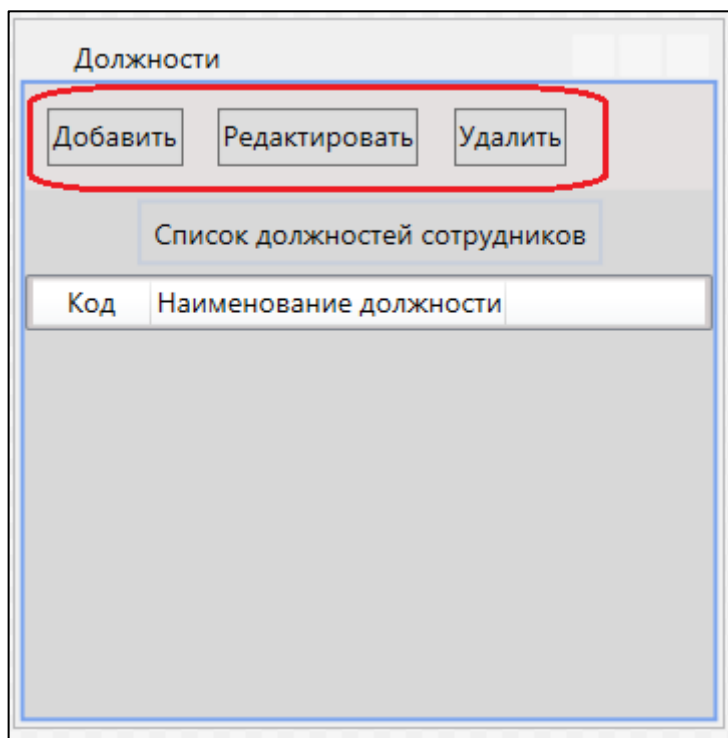 Должности
Добавить Редактировать Удалить
Список должностей сотрудников
Код Наименование должности